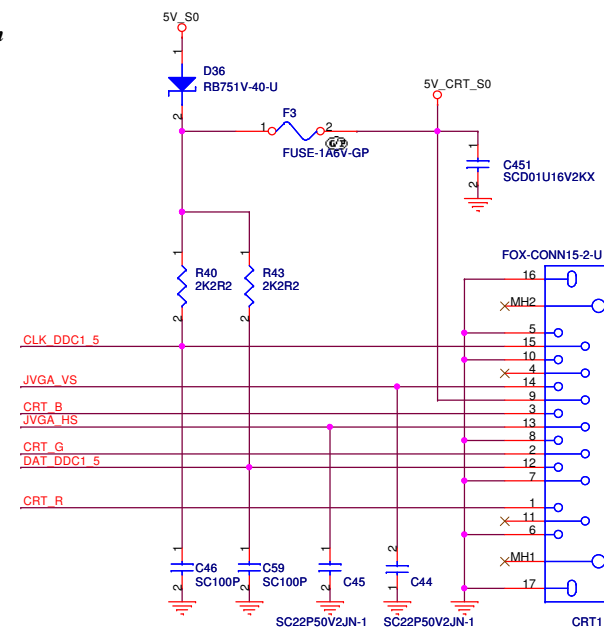 n
5V_S0
1
D36
RB751V-40-U
2
5V_CRT_S0
F3
1
2
G/P
FUSE-1A6V-GP
1
C451
SCD01U16V2KX
2
FOX-CONN15-2-U
1
R40
2K2R2
2
1
R43
2K2R2
2
16
MH2
5
CLK_DDC1_5
15
10
4
JVGA_VS
14
9
CRT_B
3
JVGA_HS
13
8
CRT_G
2
DAT_DDC1_5
12
7
CRT_R
1
11
6
MH1
17
1
C46
SC100P
2
1
C59
SC100P
2
1
C45
2
2
C44
1
SC22P50V2JN-1
SC22P50V2JN-1
CRT1